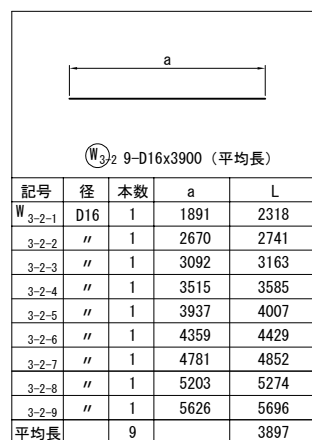 a
W3-2 9-D16x3900 (平均長)
記号 径 本数 a L
W 3-2-1 D16 1 1891 2318
3-2-2 〃 1 2670 2741
3-2-3 〃 1 3092 3163
3-2-4 〃 1 3515 3585
3-2-5 〃 1 3937 4007
3-2-6 〃 1 4359 4429
3-2-7 〃 1 4781 4852
3-2-8 〃 1 5203 5274
3-2-9 〃 1 5626 5696
平均長 9 3897